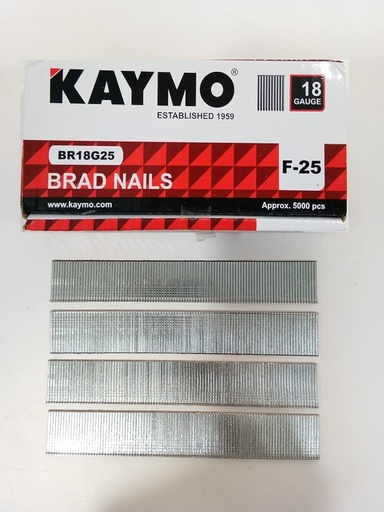 KAYMO®
ESTABLISHED 1959
18
GAUGE
BR18G25
F-25
BRAD NAILS
www.kaymo.com
Approx. 5000 pcs